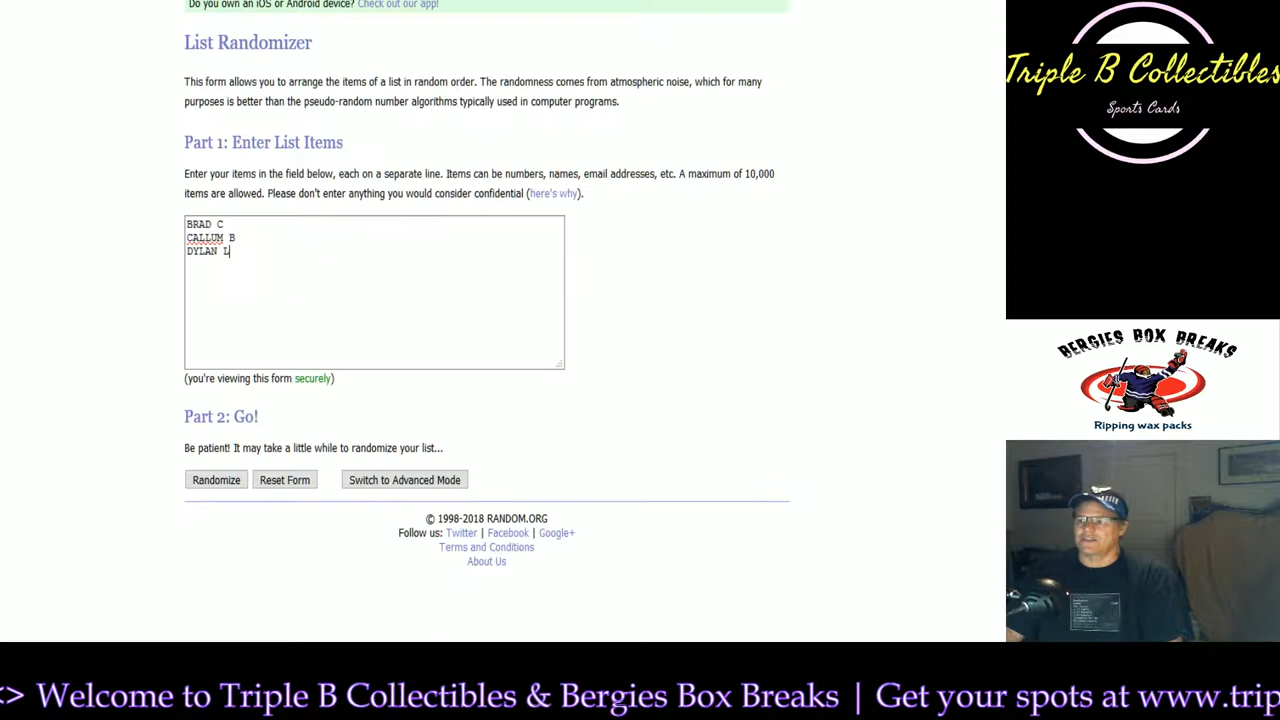 Do you own an iOS or Android device? Check out our app!
Triple B Collectibles
Sports Cards
List Randomizer
This form allows you to arrange the items of a list in random order. The randomness comes from atmospheric noise, which for many
purposes is better than the pseudo-random number algorithms typically used in computer programs.
Part 1: Enter List Items
Enter your items in the field below, each on a separate line. Items can be numbers, names, email addresses, etc. A maximum of 10,000
items are allowed. Please don't enter anything you would consider confidential (here's why).
BRAD C
CALLUM B
DYLAN L
(you're viewing this form securely)
BERGIES BOX BREAKS
Ripping wax packs
Part 2: Go!
Be patient! It may take a little while to randomize your list...
Randomize Reset Form Switch to Advanced Mode
© 1998-2018 RANDOM.ORG
Follow us: Twitter | Facebook | Google+
Terms and Conditions
About Us
<> Welcome to Triple B Collectibles & Bergies Box Breaks | Get your spots at www.trip